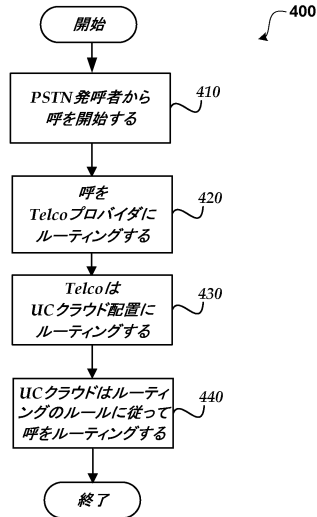 400
開始
PSTN発呼者から
呼を開始する
410
呼を
Telcoプロバイダに
ルーティングする
420
Telcoは
UCクラウド配置に
ルーティングする
430
UCクラウドはルーティ
ングのルールに従って
呼をルーティングする
440
終了